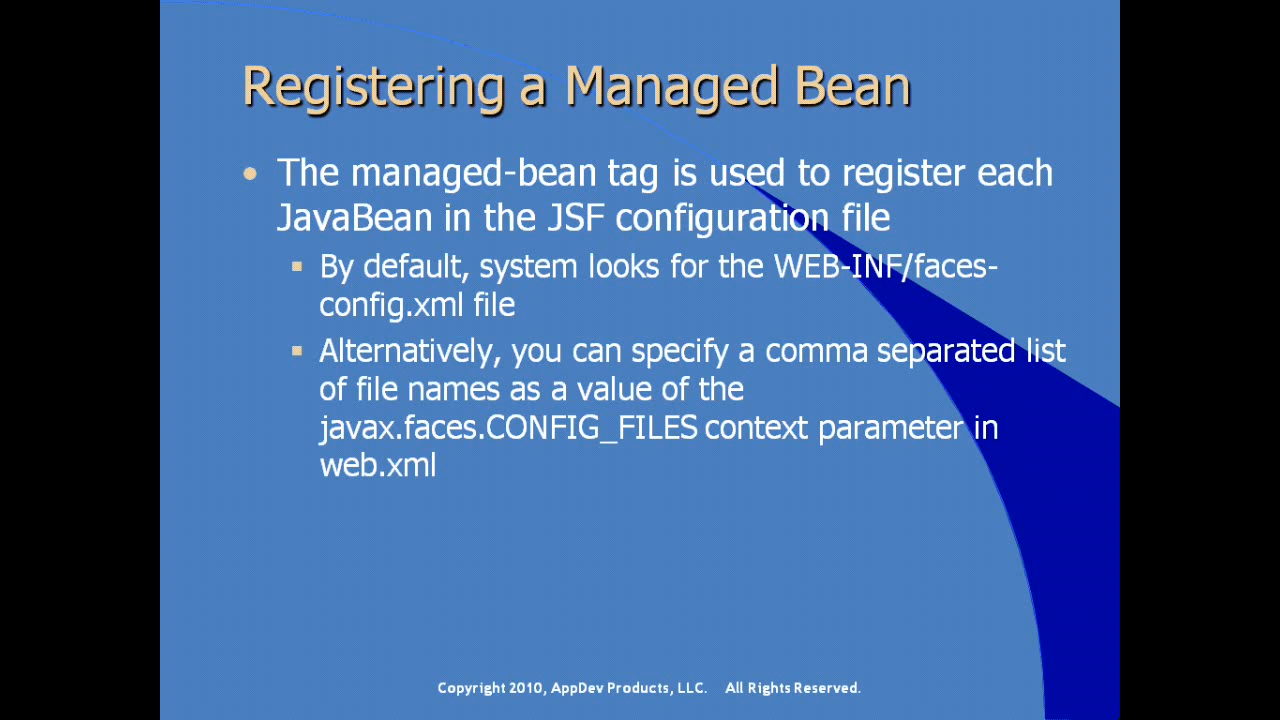 Registering a Managed Bean
The managed-bean tag is used to register each
JavaBean in the JSF configuration file
By default, system looks for the WEB-INF/faces-
config.xml file
Alternatively, you can specify a comma separated list
of file names as a value of the
javax.faces.CONFIG_FILES context parameter in
web.xml
Copyright 2010, AppDev Products, LLC. All Rights Reserved.